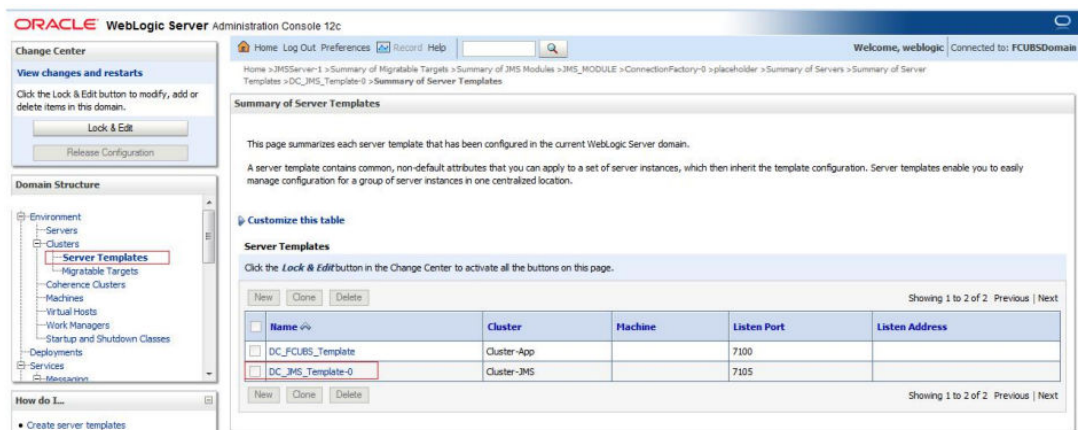 ORACLE WebLogic Server Administration Console 12c
Change Center
View changes and restarts
Click the Lock & Edit button to modify, add or
delete items in this domain.
Lock & Edit
Release Configuration
Domain Structure
Environment
Servers
Clusters
Server Templates
Migratable Targets
Coherence Clusters
Machines
Virtual Hosts
Work Managers
Startup and Shutdown Classes
Deployments
Services
Messaging
How do I...
Create server templates
Home Log Out Preferences Record Help
Welcome, weblogic Connected to: FCUBSDomain
Home >JMSServer-1 >Summary of Migratable Targets >Summary of JMS Modules >JMS_MODULE >ConnectionFactory-0 >placeholder >Summary of Servers >Summary of Server
Templates >DC_JMS_Template-0 >Summary of Server Templates
Summary of Server Templates
This page summarizes each server template that has been configured in the current WebLogic Server domain.
A server template contains common, non-default attributes that you can apply to a set of server instances, which then inherit the template configuration. Server templates enable you to easily
manage configuration for a group of server instances in one centralized location.
Customize this table
Server Templates
Click the Lock & Edit button in the Change Center to activate all the buttons on this page.
New Clone Delete Showing 1 to 2 of 2 Previous | Next
Name Cluster Machine Listen Port Listen Address
DC_FCUBS_Template Cluster-App 7100
DC_JMS_Template-0 Cluster-JMS 7105
New Clone Delete Showing 1 to 2 of 2 Previous | Next